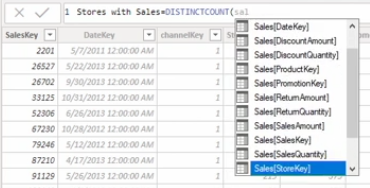 1 Stores with Sales=DISTINCTCOUNT(sal
Sales[DateKey]
Sales[DiscountAmount]
Sales[DiscountQuantity]
Sales[ProductKey]
Sales[PromotionKey]
Sales[ReturnAmount]
Sales[ReturnQuantity]
Sales[SalesAmount]
Sales[SalesKey]
Sales[SalesQuantity]
Sales[StoreKey]
SalesKey DateKey channelKey
2201 5/7/2011 12:00:00 AM 1
26527 5/22/2013 12:00:00 AM 1
26702 9/30/2013 12:00:00 AM 1
33125 10/31/2012 12:00:00 AM 1
52306 6/26/2013 12:00:00 AM 1
67230 10/28/2012 12:00:00 AM 1
79246 5/12/2013 12:00:00 AM 1
87210 4/17/2013 12:00:00 AM 1
91129 5/26/2013 12:00:00 AM 1